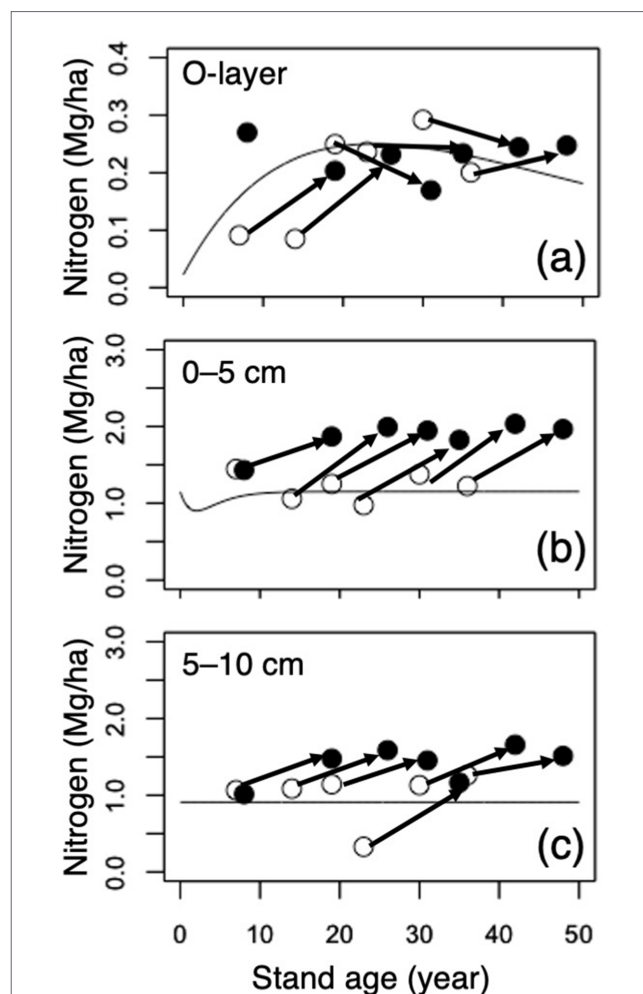 O-layer
Nitrogen (Mg/ha)
0.4
0.3
0.2
0.1
0.0
(a)
0–5 cm
Nitrogen (Mg/ha)
3.0
2.0
1.0
0.0
(b)
5–10 cm
Nitrogen (Mg/ha)
3.0
2.0
1.0
0.0
(c)
0 10 20 30 40 50
Stand age (year)